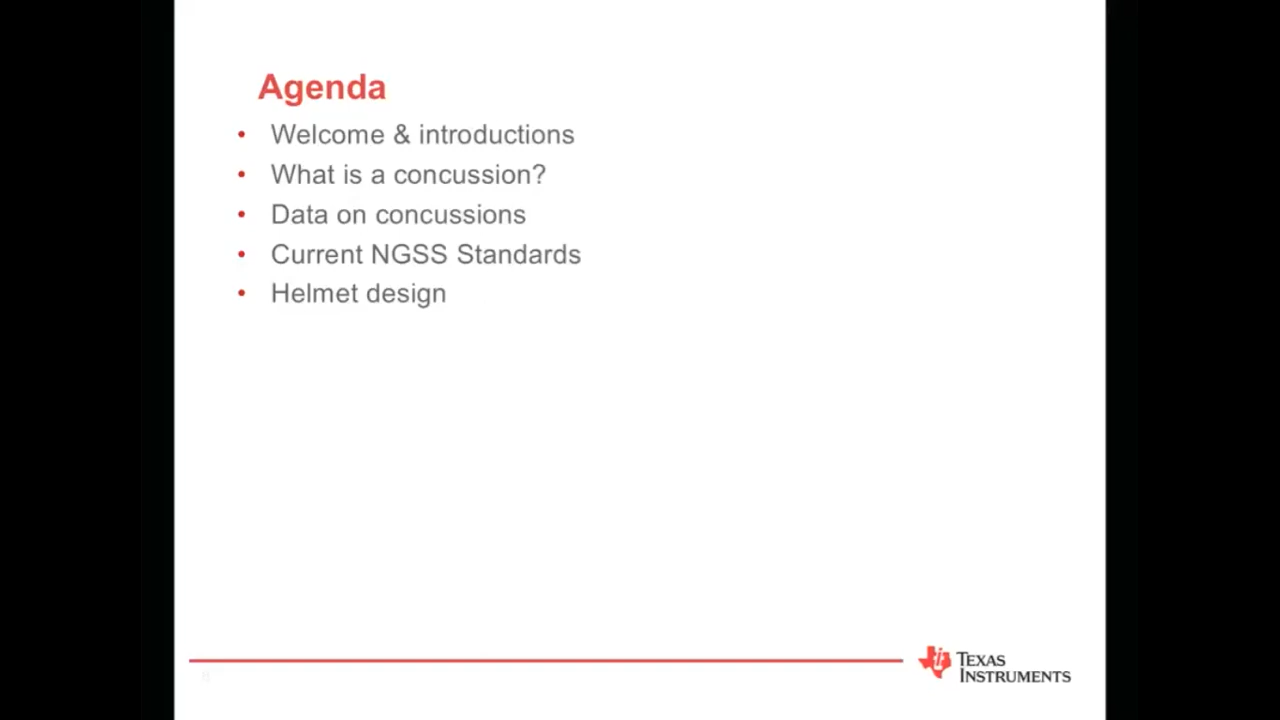 Agenda
• Welcome & introductions
• What is a concussion?
• Data on concussions
• Current NGSS Standards
• Helmet design
TEXAS
INSTRUMENTS